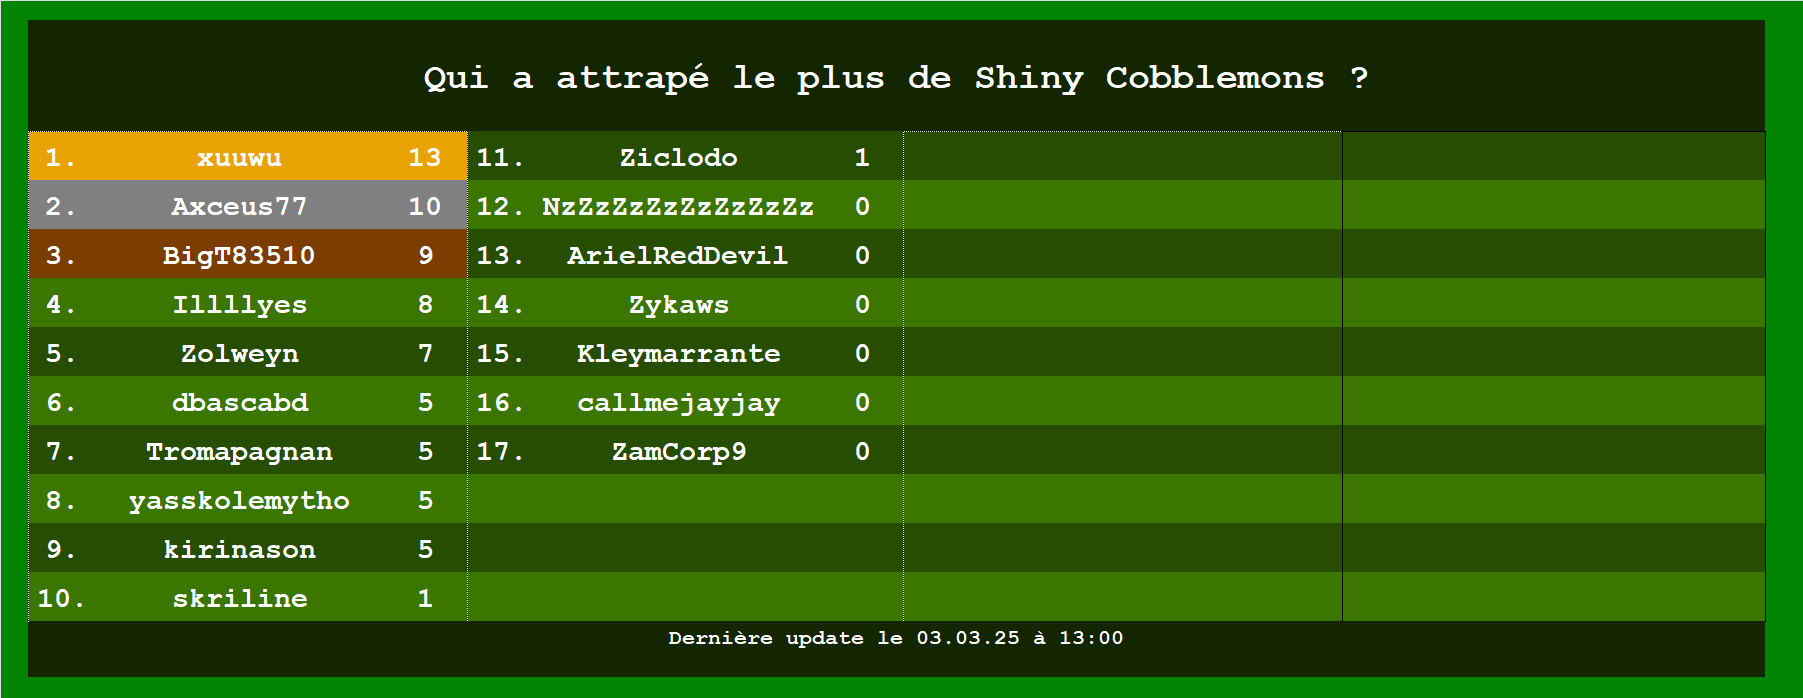 Qui a attrapé le plus de Shiny Cobblemons ?
1. xuuwu 13
2. Axceus77 10
3. BigT83510 9
4. Illllyes 8
5. Zolweyn 7
6. dbascabd 5
7. Tromapagnan 5
8. yasskolemytho 5
9. kirinason 5
10. skriline 1
11. Ziclodo 1
12. NzZzZzZzZzZzZzZz 0
13. ArielRedDevil 0
14. Zykaws 0
15. Kleymarrante 0
16. callmejayjay 0
17. ZamCorp9 0
Dernière update le 03.03.25 à 13:00